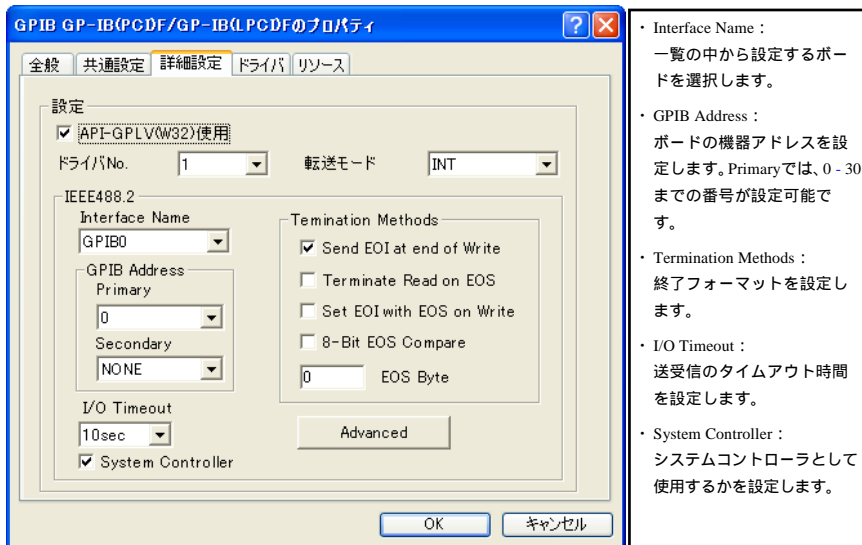 GPIB GP-IB(PCI)F/GP-IB(LPCI)Fのプロパティ
全般 共通設定 詳細設定 ドライバ リソース
設定
API-GPLV(W32)使用
ドライバNo. 1 転送モード INT
IEEE488.2
Interface Name
GPIB0
GPIB Address
Primary
0
Secondary
NONE
I/O Timeout
10sec
System Controller
Temination Methods
Send EOI at end of Write
Terminate Read on EOS
Set EOI with EOS on Write
8-Bit EOS Compare
0 EOS Byte
Advanced
OK キャンセル
・ Interface Name：
一覧の中から設定するボー
ドを選択します。
・ GPIB Address：
ボードの機器アドレスを設
定します。Primaryでは、0 - 30
までの番号が設定可能で
す。
・ Termination Methods：
終了フォーマットを設定し
ます。
・ I/O Timeout：
送受信のタイムアウト時間
を設定します。
・ System Controller：
システムコントローラとして
使用するかを設定します。